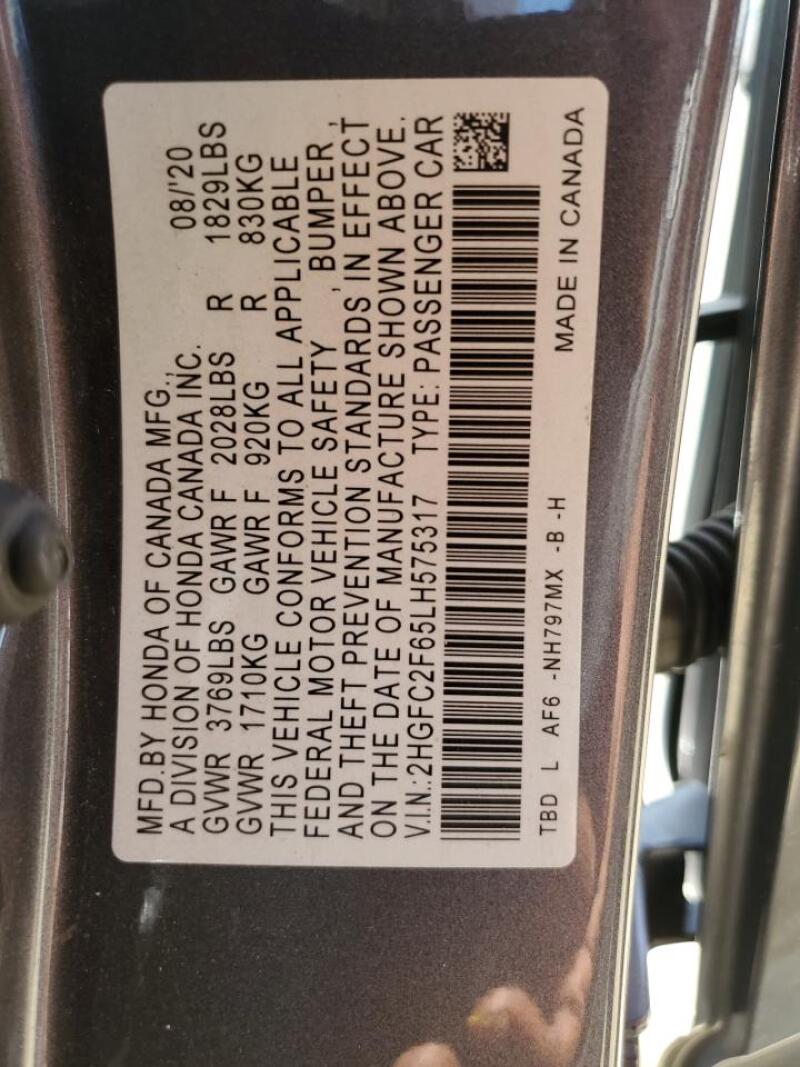 MFD.BY HONDA OF CANADA MFG.,  08/'20
A DIVISION OF HONDA CANADA INC.
GVWR 3769LBS GAWR F 2028LBS R 1829LBS
GVWR 1710KG GAWR F 920KG R 830KG
THIS VEHICLE CONFORMS TO ALL APPLICABLE
FEDERAL MOTOR VEHICLE SAFETY , BUMPER ,
AND THEFT PREVENTION STANDARDS IN EFFECT
ON THE DATE OF MANUFACTURE SHOWN ABOVE.
V.I.N.:2HGFC2F65LH575317 TYPE: PASSENGER CAR
TBD L AF6 -NH797MX -B -H
MADE IN CANADA